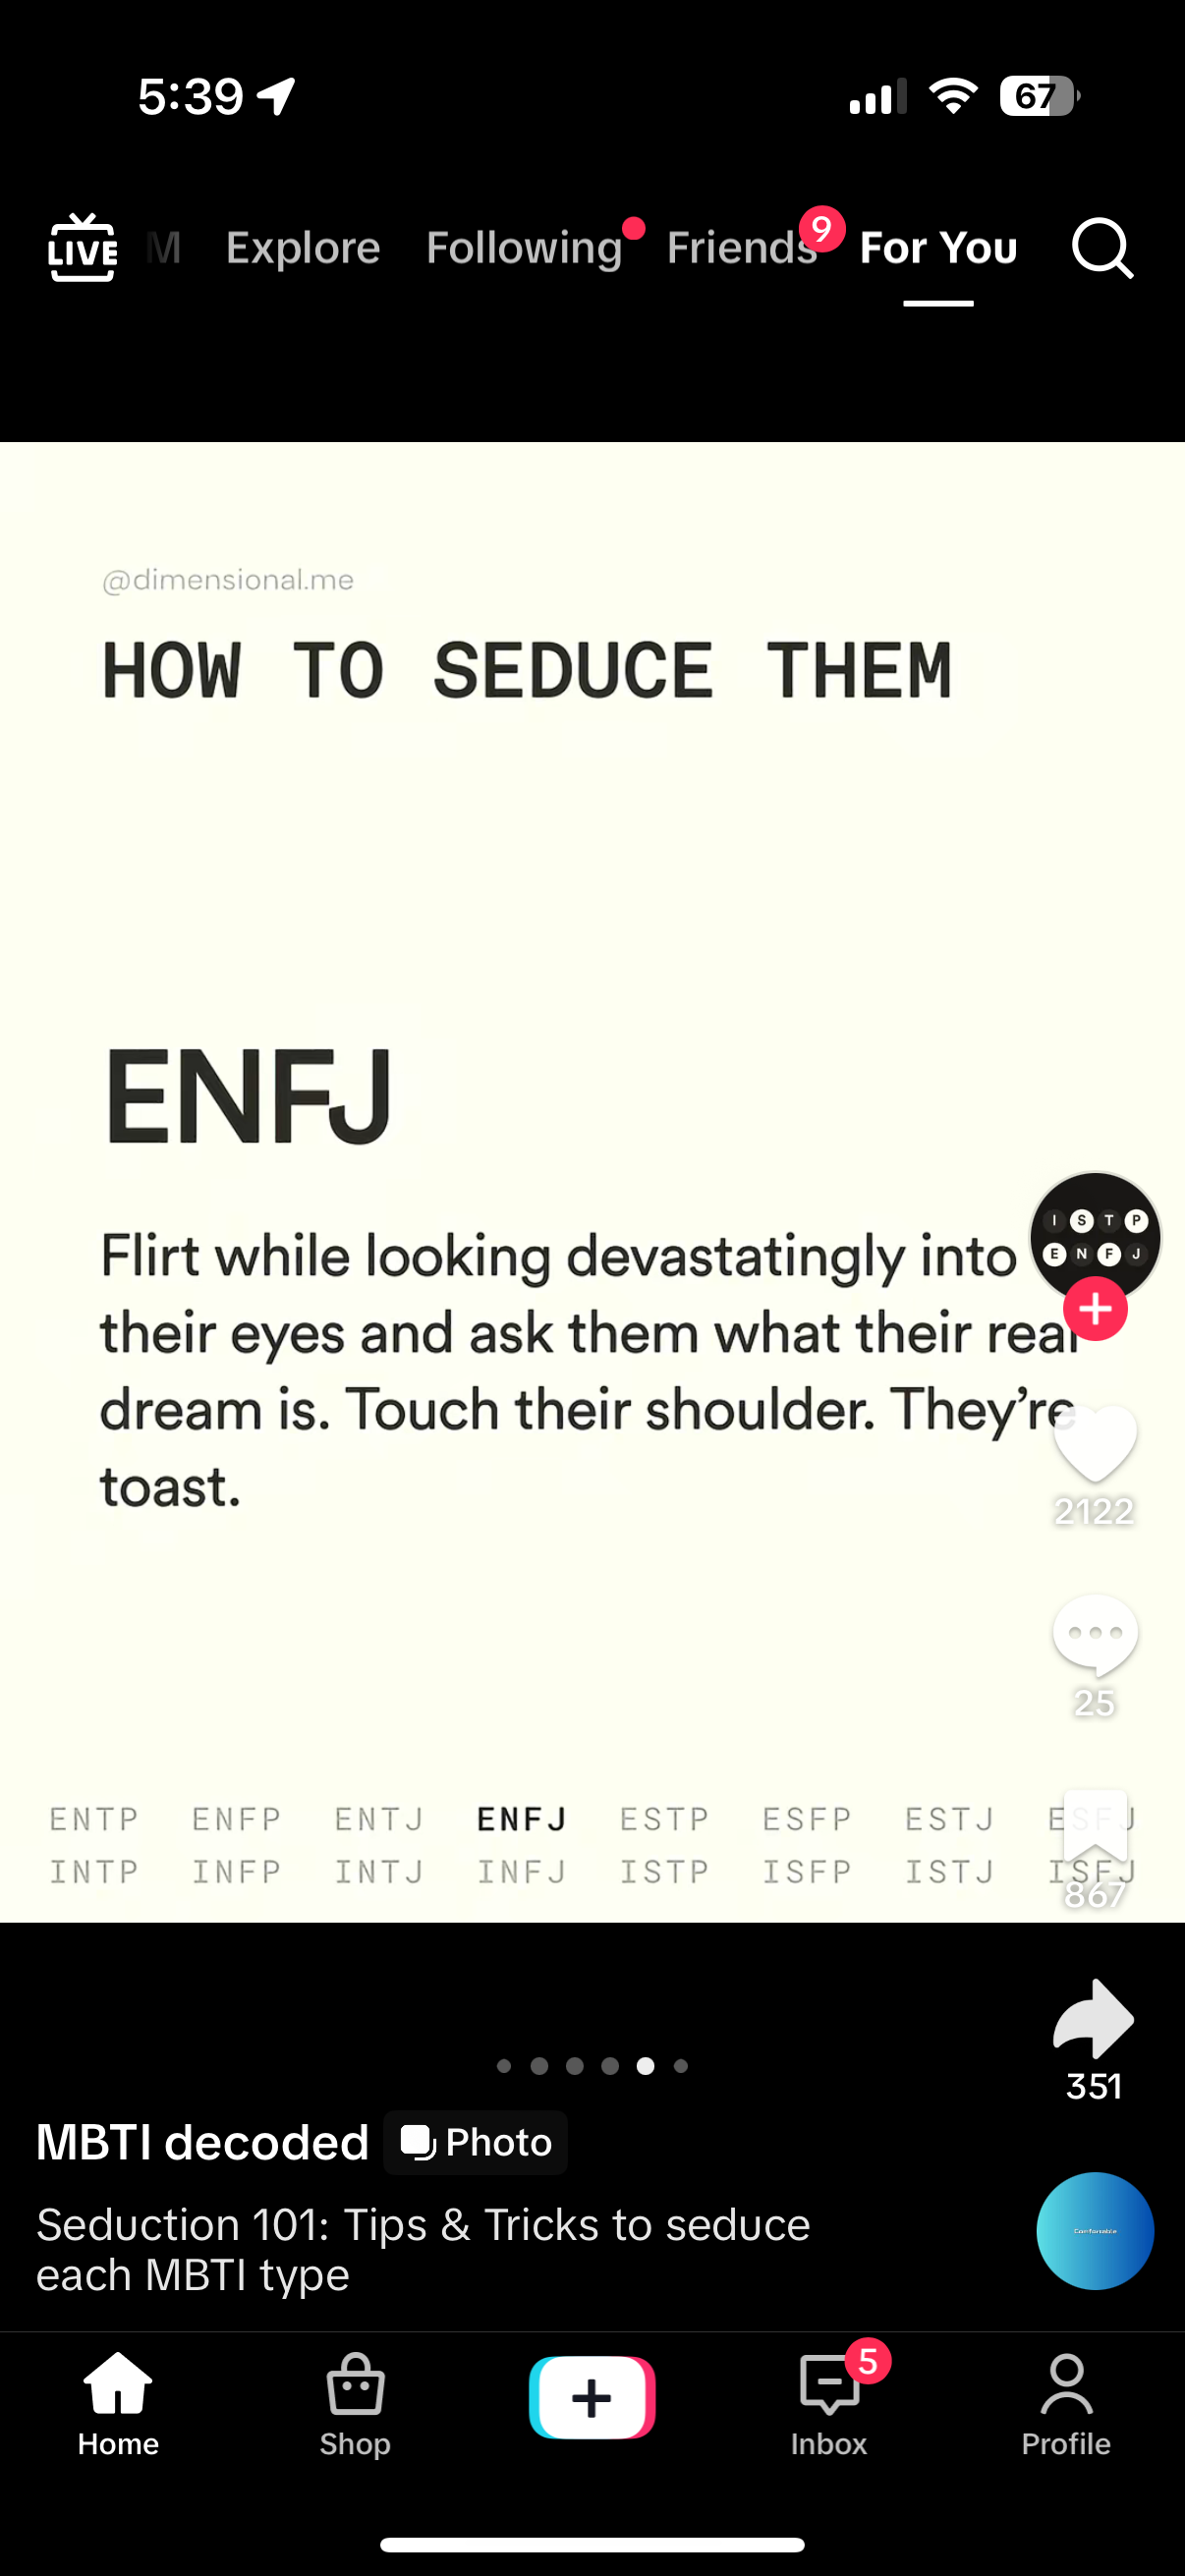 5:39
67
LIVE
M Explore Following Friends 9 For You
@dimensional.me
HOW TO SEDUCE THEM
ENFJ
Flirt while looking devastatingly into
their eyes and ask them what their real
dream is. Touch their shoulder. They’re
toast.
I S T P
E N F J
2122
25
ENTP ENFP ENTJ ENFJ ESTP ESFP ESTJ ESFJ
INTP INFP INTJ INFJ ISTP ISFP ISTJ ISFJ
867
351
MBTI decoded Photo
Seduction 101: Tips & Tricks to seduce
each MBTI type
Home Shop Inbox 5 Profile